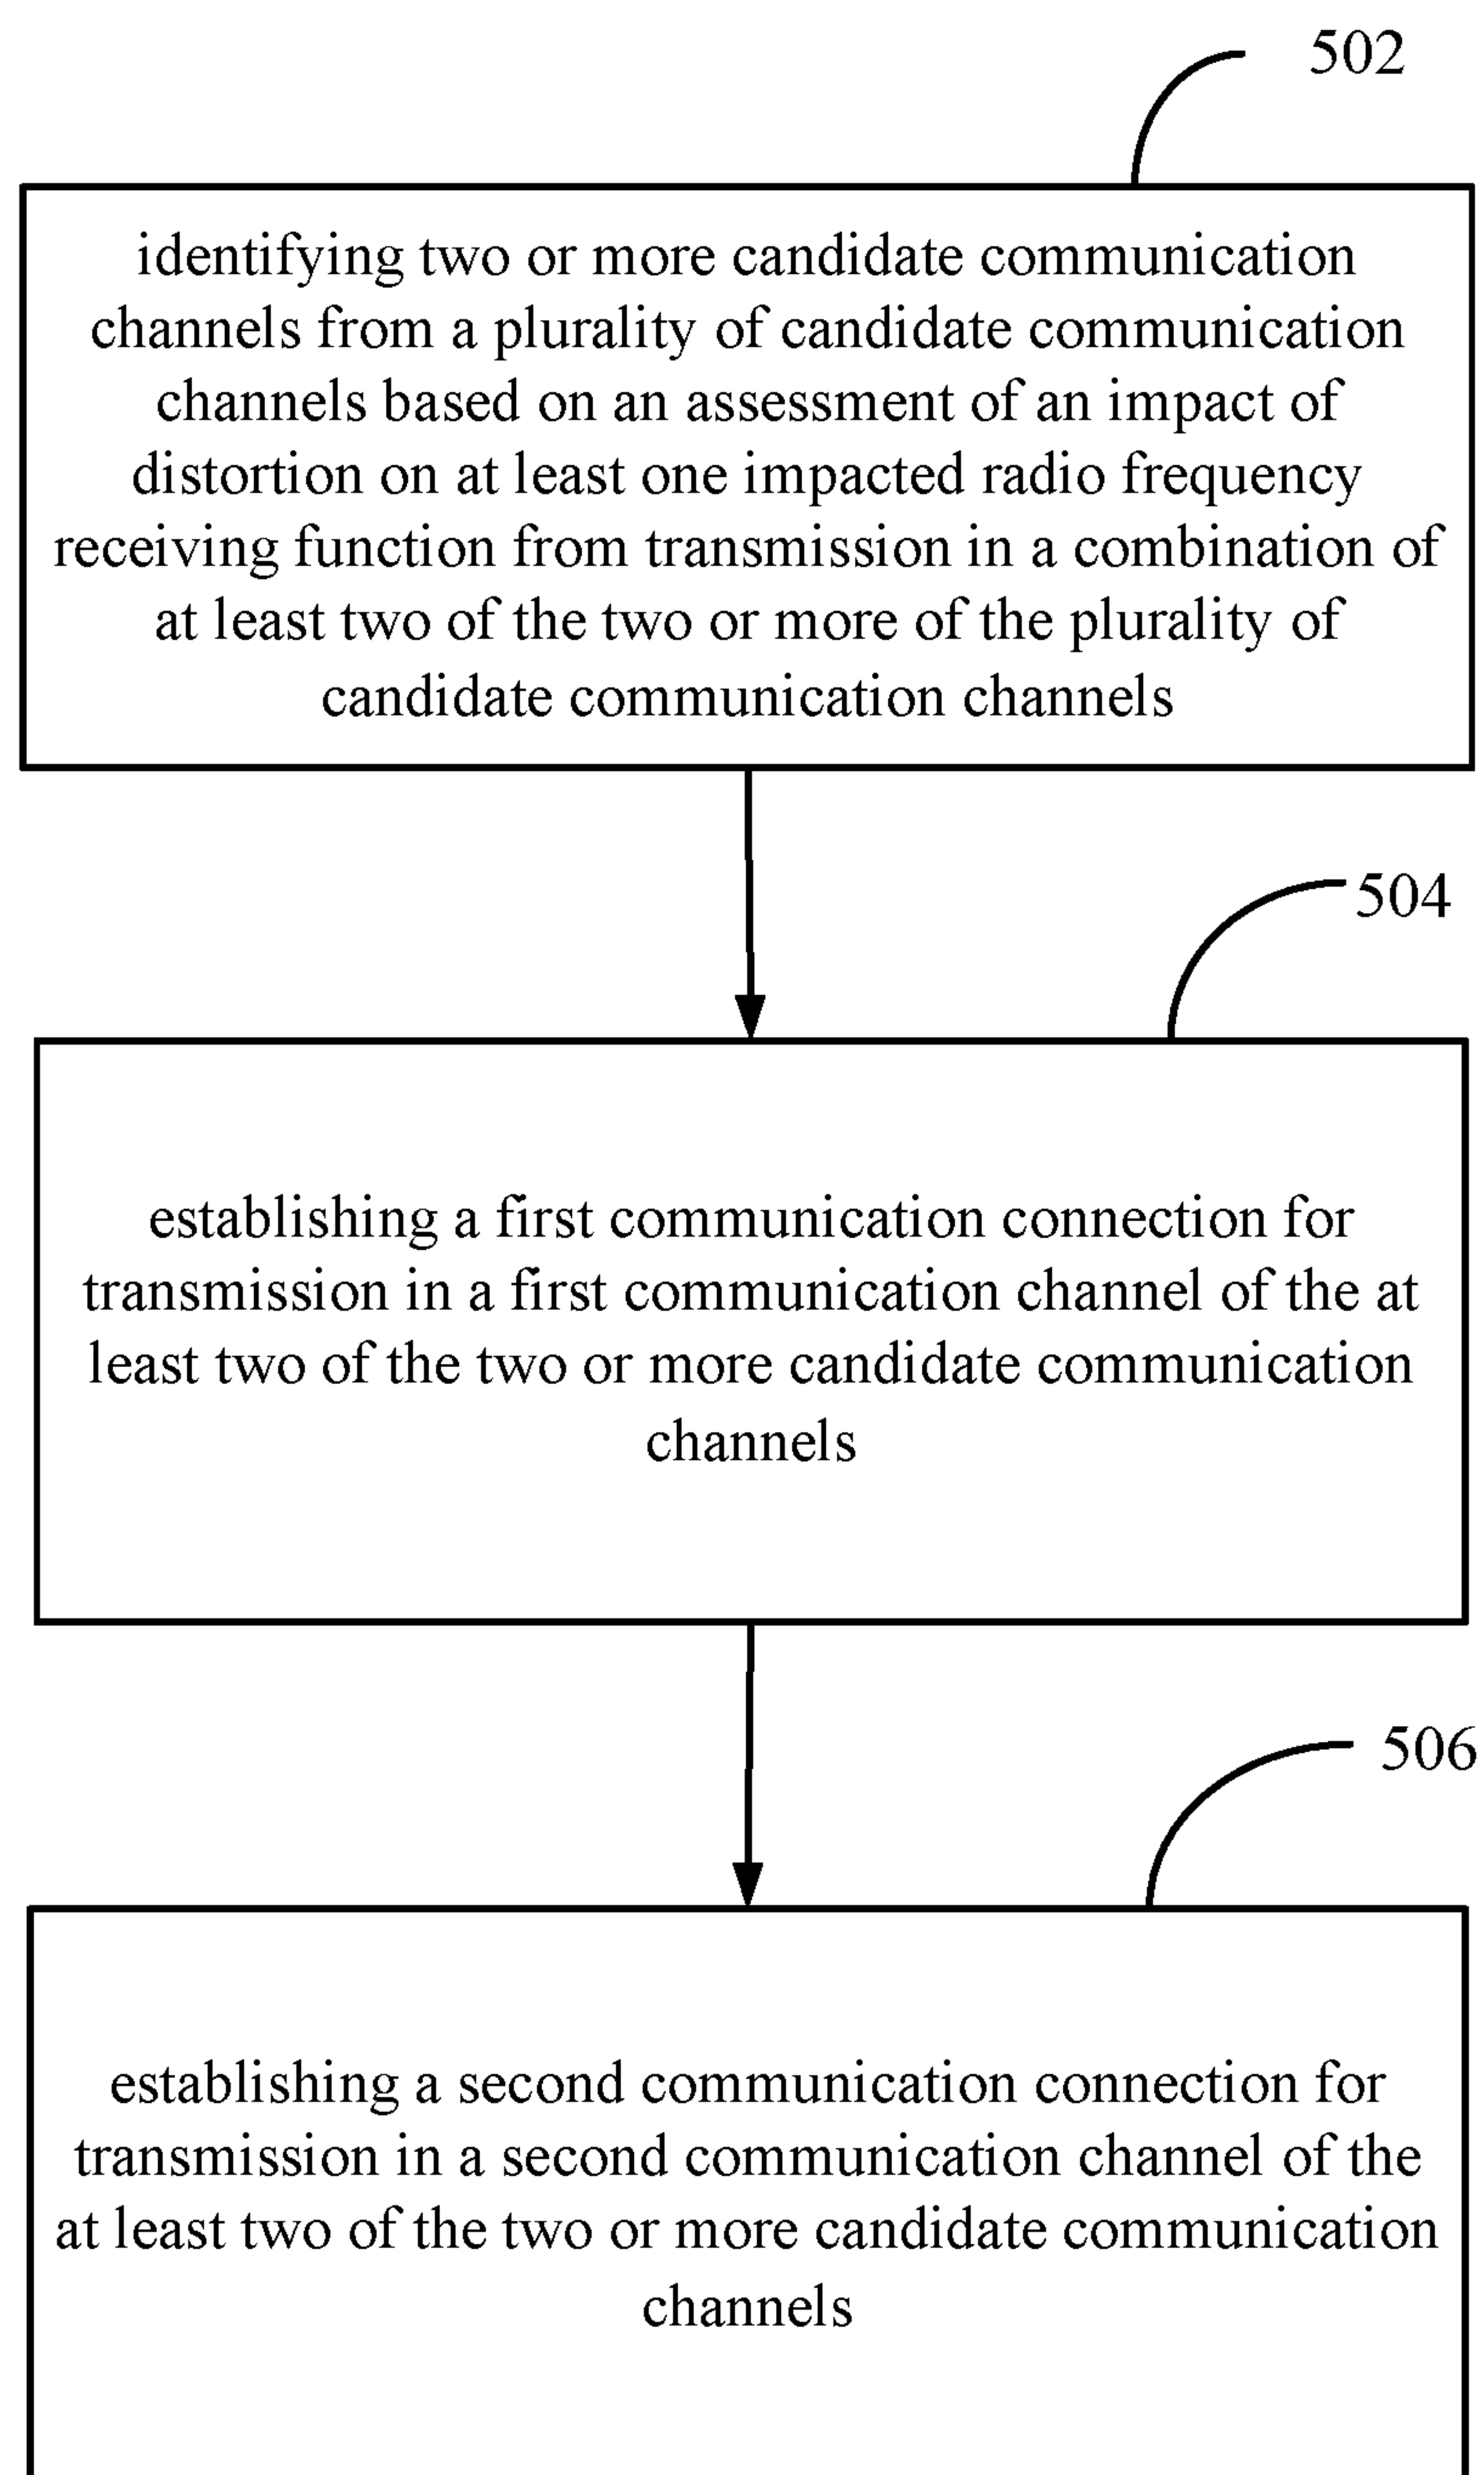 502
identifying two or more candidate communication
channels from a plurality of candidate communication
channels based on an assessment of an impact of
distortion on at least one impacted radio frequency
receiving function from transmission in a combination of
at least two of the two or more of the plurality of
candidate communication channels
504
establishing a first communication connection for
transmission in a first communication channel of the at
least two of the two or more candidate communication
channels
506
establishing a second communication connection for
transmission in a second communication channel of the
at least two of the two or more candidate communication
channels